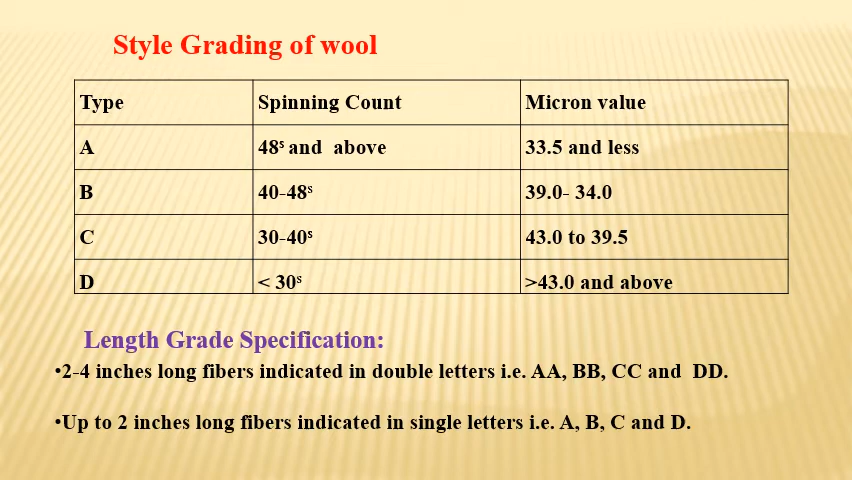 Style Grading of wool
Type Spinning Count Micron value
A 48ˢ and above 33.5 and less
B 40-48ˢ 39.0- 34.0
C 30-40ˢ 43.0 to 39.5
D < 30ˢ >43.0 and above
Length Grade Specification:
•2-4 inches long fibers indicated in double letters i.e. AA, BB, CC and DD.
•Up to 2 inches long fibers indicated in single letters i.e. A, B, C and D.